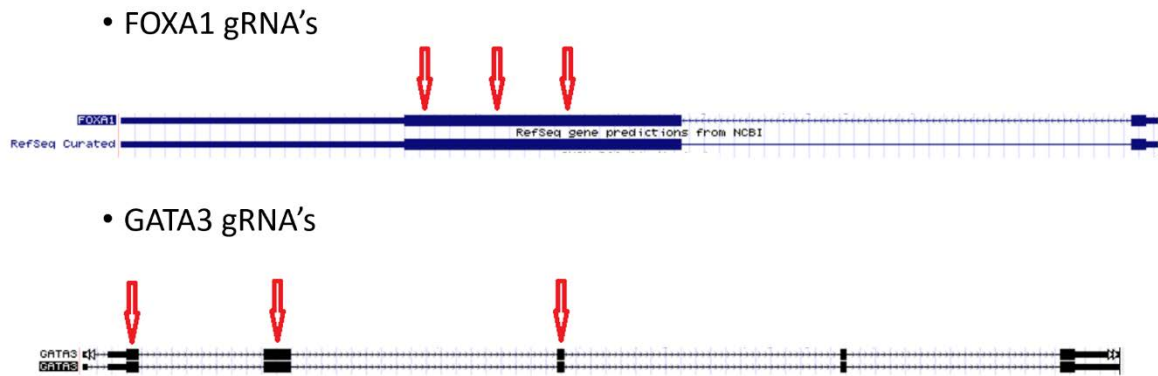 • FOXA1 gRNA's
FOXA1
RefSeq gene predictions from NCBI
RefSeq Curated
• GATA3 gRNA's
GATA3
GATA3